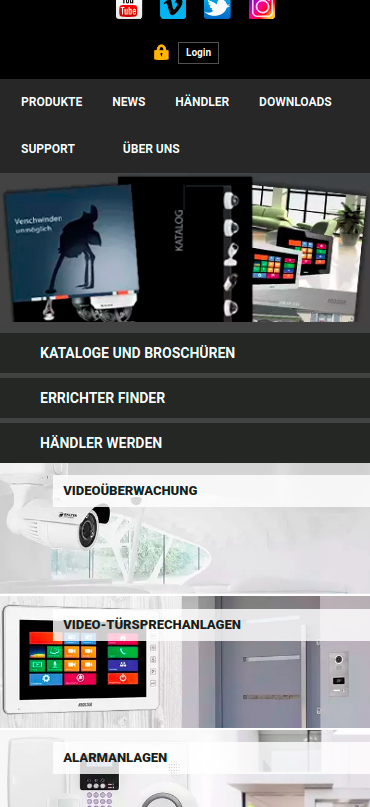 You
Tube
Login
PRODUKTE NEWS HÄNDLER DOWNLOADS
SUPPORT ÜBER UNS
Verschwinden
unmöglich
KATALOG
KATALOGE UND BROSCHÜREN
ERRICHTER FINDER
HÄNDLER WERDEN
VIDEOÜBERWACHUNG
VIDEO-TÜRSPRECHANLAGEN
ALARMANLAGEN